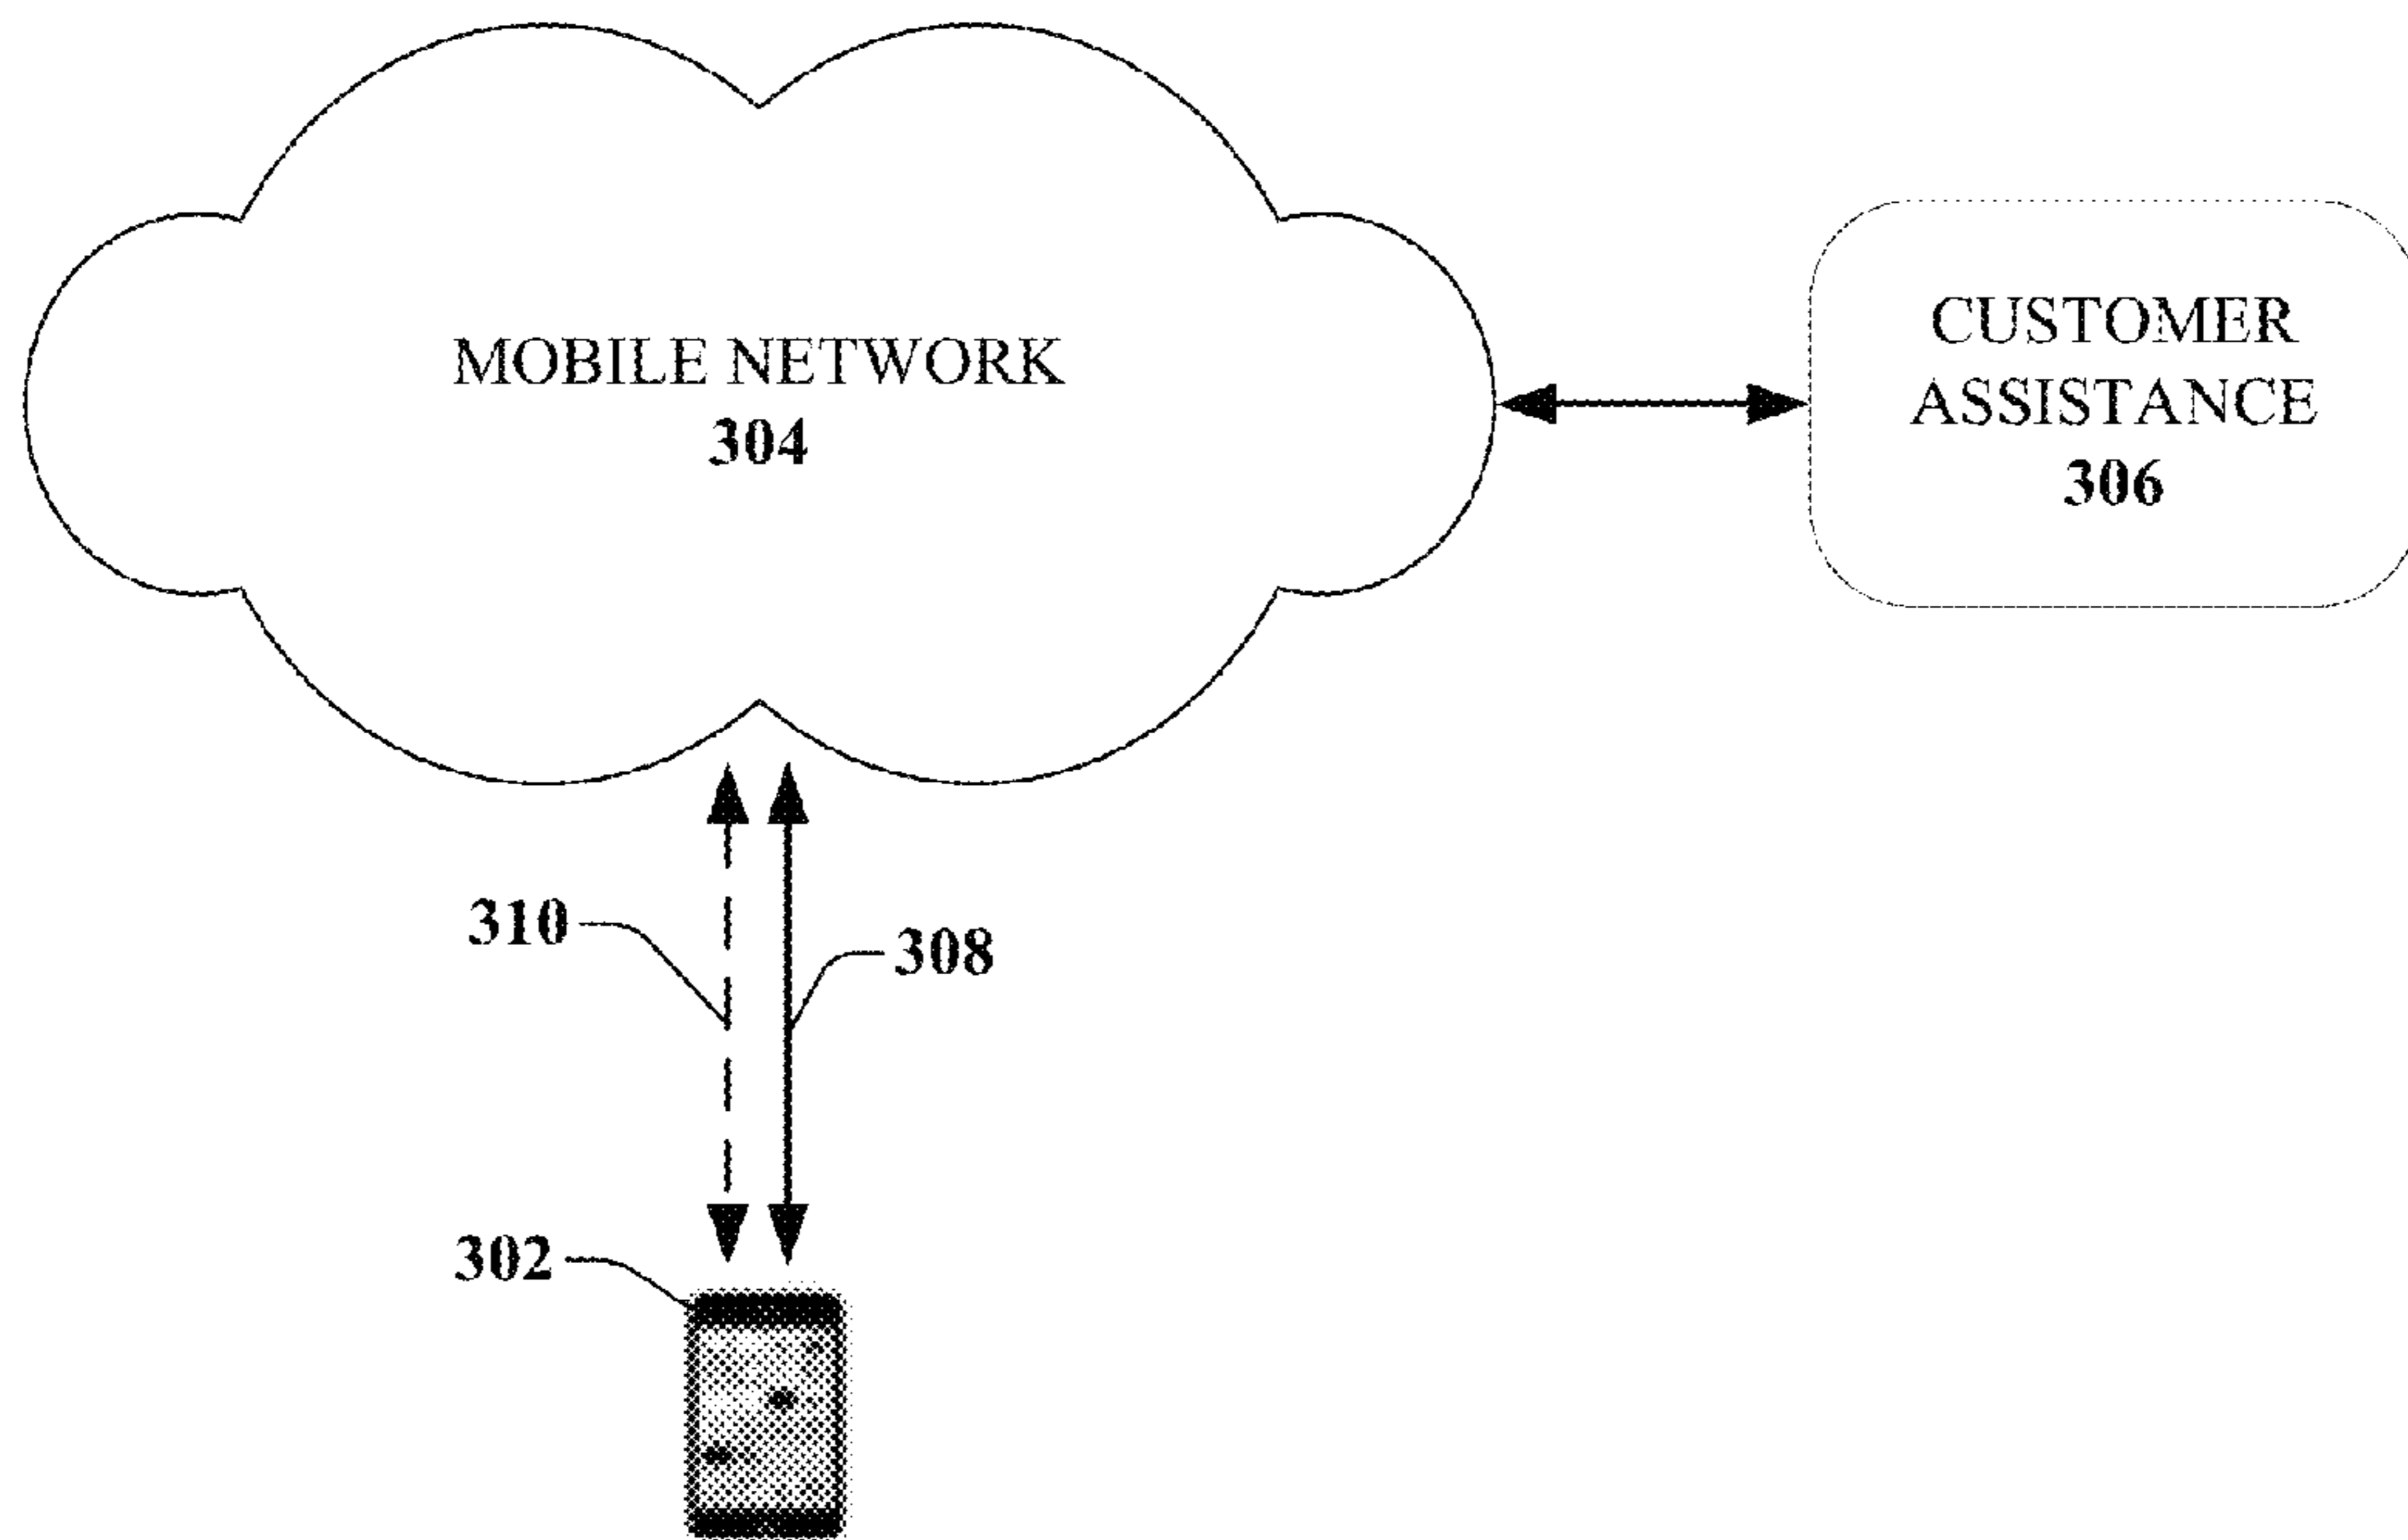 MOBILE NETWORK
304
CUSTOMER
ASSISTANCE
306
310
308
302